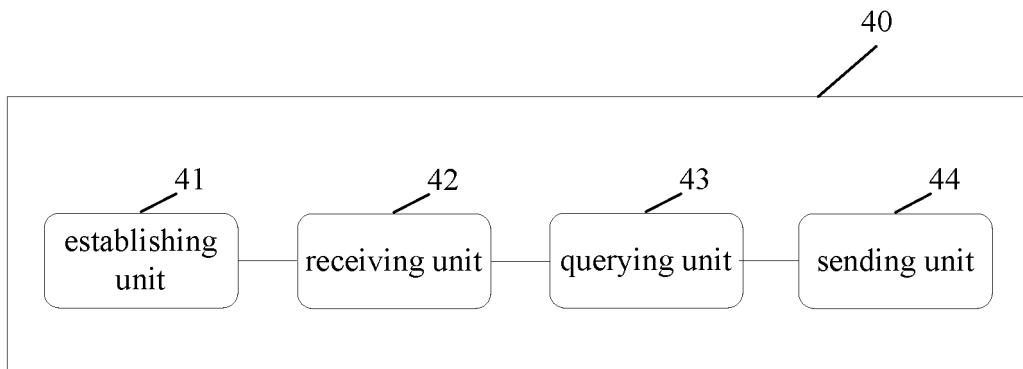 40
41
42
43
44
establishing
unit
receiving unit
querying unit
sending unit